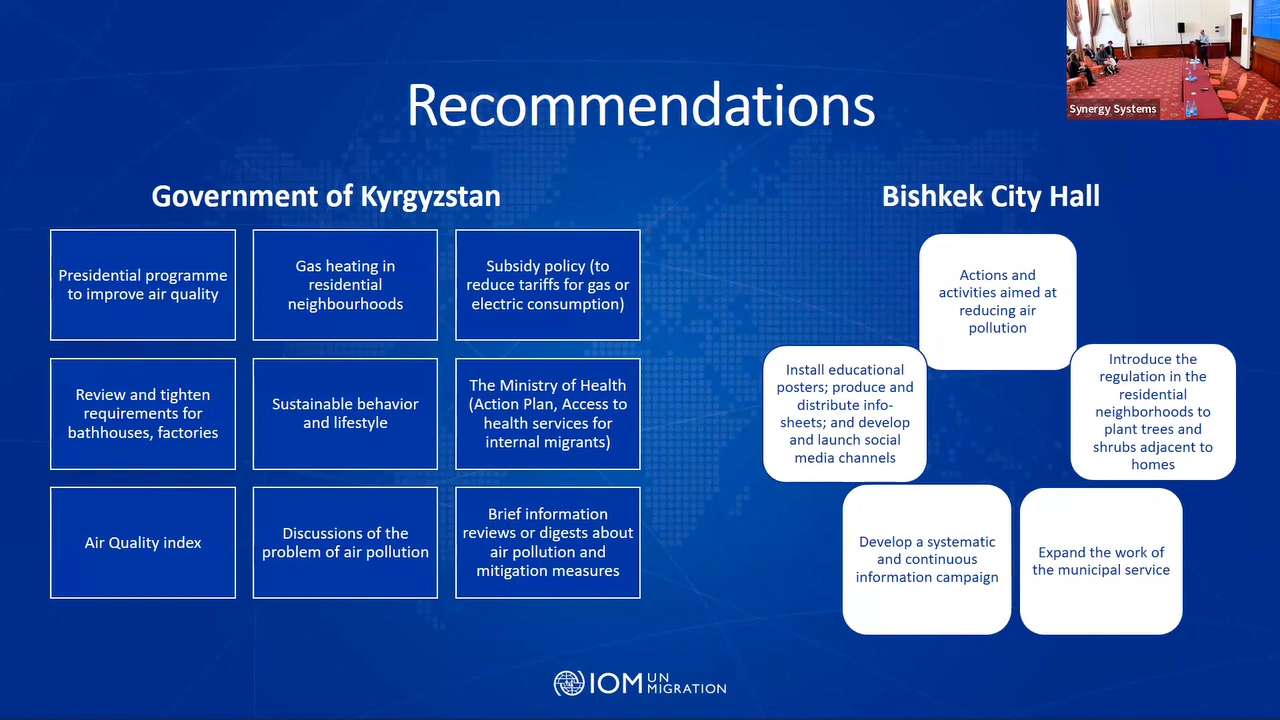 Synergy Systems
Recommendations
Government of Kyrgyzstan
Presidential programme
to improve air quality
Gas heating in
residential
neighbourhoods
Subsidy policy (to
reduce tariffs for gas or
electric consumption)
Review and tighten
requirements for
bathhouses, factories
Sustainable behavior
and lifestyle
The Ministry of Health
(Action Plan, Access to
health services for
internal migrants)
Air Quality index
Discussions of the
problem of air pollution
Brief information
reviews or digests about
air pollution and
mitigation measures
Bishkek City Hall
Actions and
activities aimed at
reducing air
pollution
Install educational
posters; produce and
distribute info-
sheets; and develop
and launch social
media channels
Introduce the
regulation in the
residential
neighborhoods to
plant trees and
shrubs adjacent to
homes
Develop a systematic
and continuous
information campaign
Expand the work of
the municipal service
IOM UN
MIGRATION